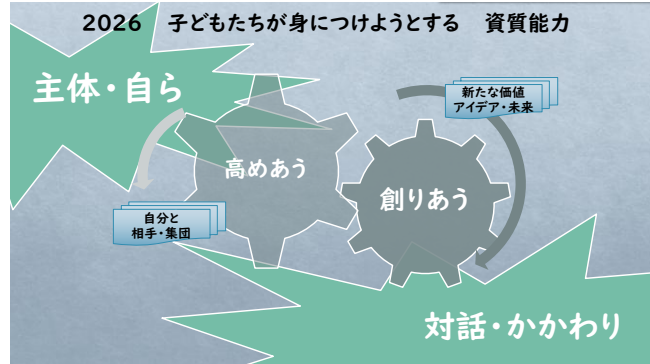 2026　子どもたちが身につけようとする　資質能力
主体・自ら
新たな価値
アイデア・未来
高めあう
創りあう
自分と
相手・集団
対話・かかわり